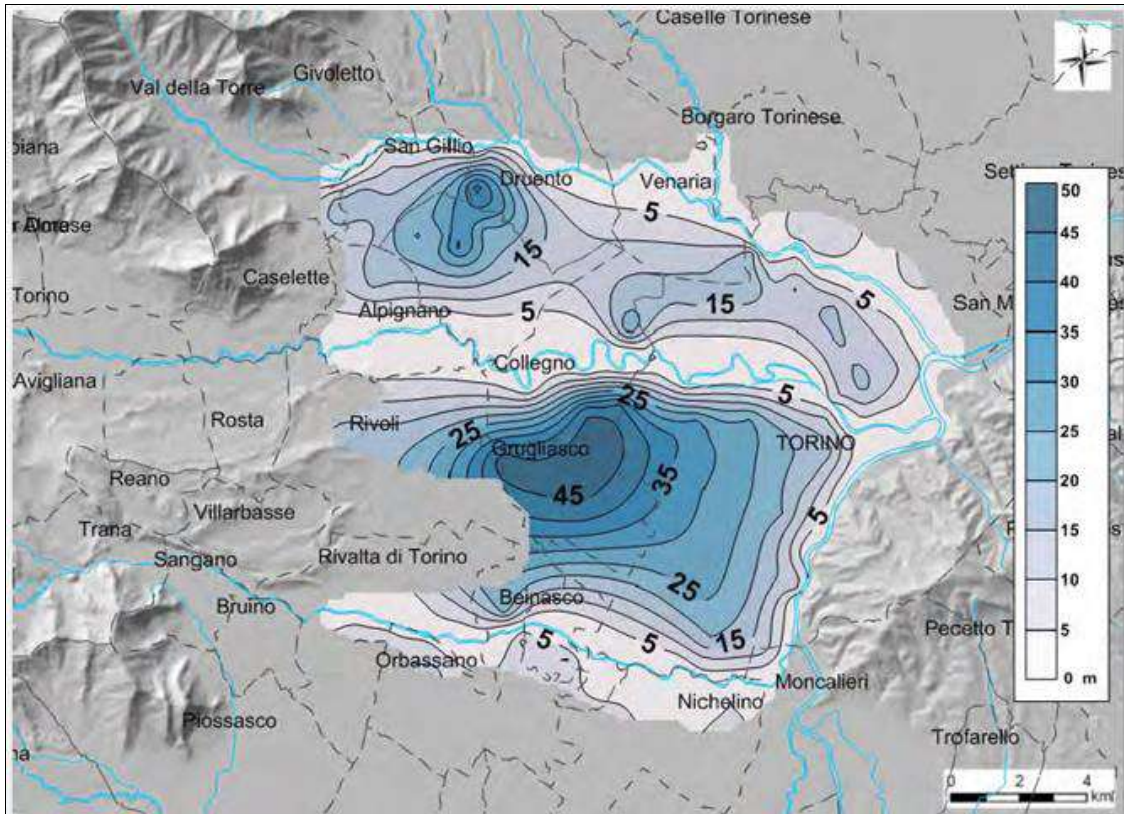 Caselle Torinese
Givoletto
Val della Torre
Borgaro Torinese
San Gillio
Druento
Venaria
5
50
45
40
35
30
25
20
15
10
5
0 m
15
Caselette
Torino
Alpignano
5
15
5
San M
Collegno
Avigliana
25
5
Rosta
Rivoli
25
Grugliasco
TORINO
Reano
45
35
5
Villarbasse
Trana
Sangano
Rivalta di Torino
Bruino
Beinasco
25
5
5
15
Pecetto T
Orbassano
Moncalieri
Nichelino
Piossasco
Trofarello
0 2 4
km